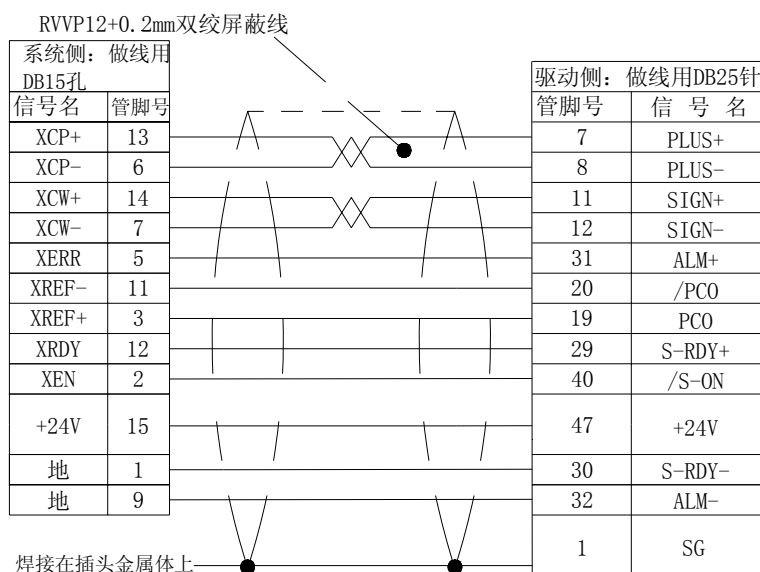 RVVP12+0.2mm双绞屏蔽线
系统侧：做线用
DB15孔
信号名 管脚号
XCP+ 13
XCP- 6
XCW+ 14
XCW- 7
XERR 5
XREF- 11
XREF+ 3
XRDY 12
XEN 2
+24V 15
地 1
地 9
焊接在插头金属体上
驱动侧：做线用DB25针
管脚号 信 号 名
7 PLUS+
8 PLUS-
11 SIGN+
12 SIGN-
31 ALM+
20 /PCO
19 PCO
29 S-RDY+
40 /S-ON
47 +24V
30 S-RDY-
32 ALM-
1 SG